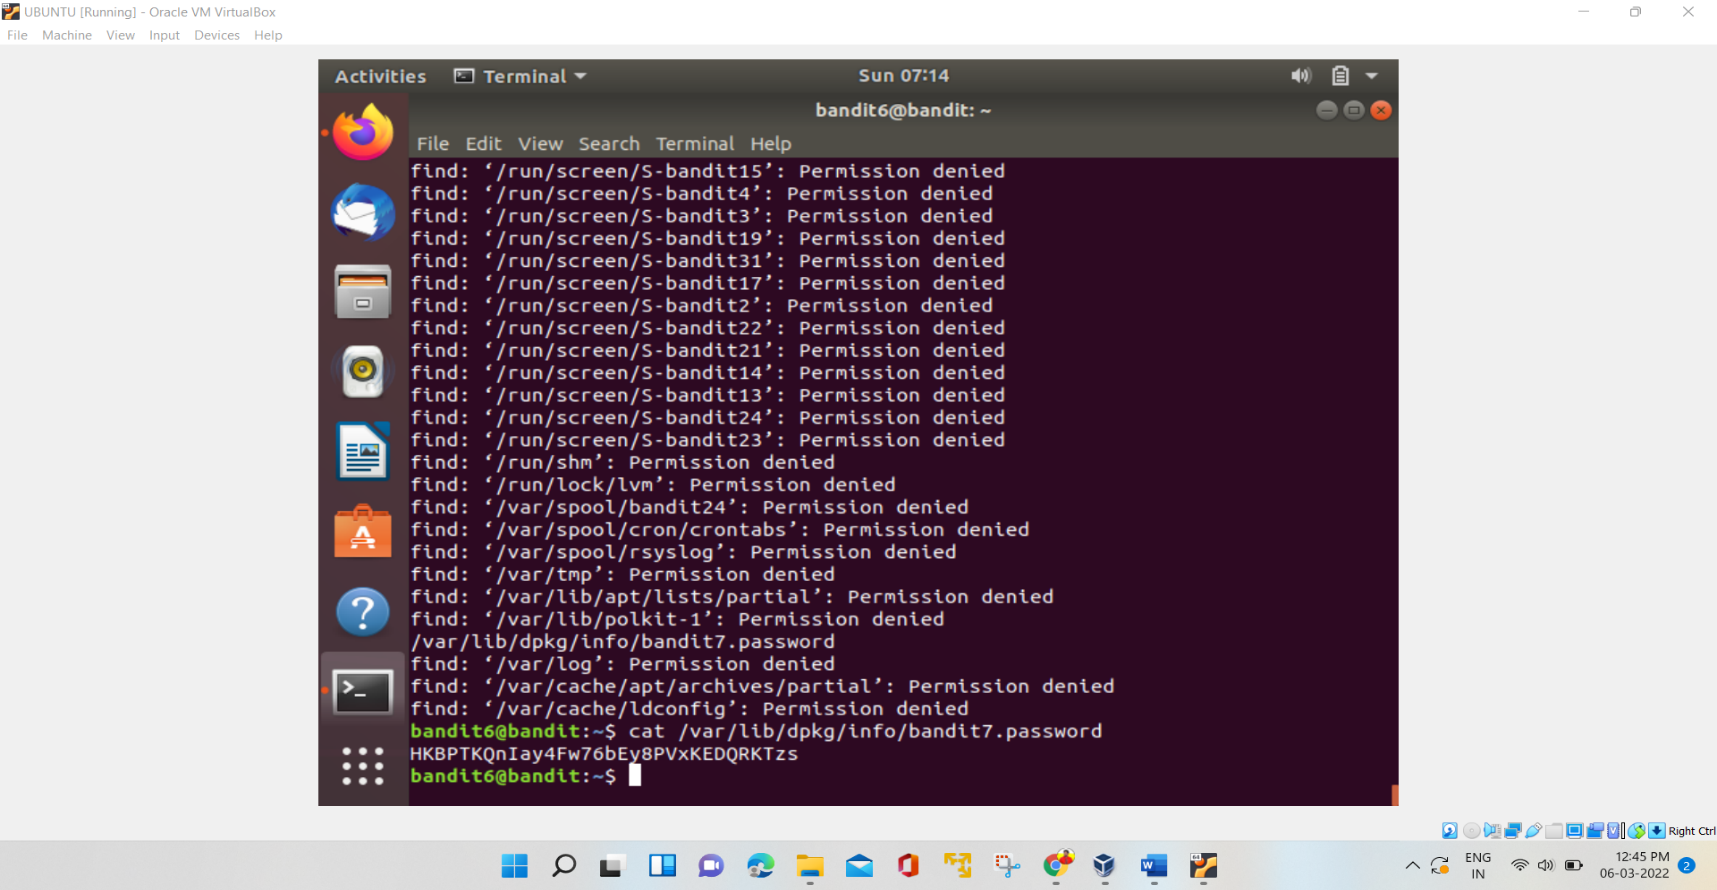 UBUNTU [Running] - Oracle VM VirtualBox
File Machine View Input Devices Help
Activities Terminal Sun 07:14
bandit6@bandit: ~
File Edit View Search Terminal Help
find: ‘/run/screen/S-bandit15’: Permission denied
find: ‘/run/screen/S-bandit4’: Permission denied
find: ‘/run/screen/S-bandit3’: Permission denied
find: ‘/run/screen/S-bandit19’: Permission denied
find: ‘/run/screen/S-bandit31’: Permission denied
find: ‘/run/screen/S-bandit17’: Permission denied
find: ‘/run/screen/S-bandit2’: Permission denied
find: ‘/run/screen/S-bandit22’: Permission denied
find: ‘/run/screen/S-bandit21’: Permission denied
find: ‘/run/screen/S-bandit14’: Permission denied
find: ‘/run/screen/S-bandit13’: Permission denied
find: ‘/run/screen/S-bandit24’: Permission denied
find: ‘/run/screen/S-bandit23’: Permission denied
find: ‘/run/shm’: Permission denied
find: ‘/run/lock/lvm’: Permission denied
find: ‘/var/spool/bandit24’: Permission denied
find: ‘/var/spool/cron/crontabs’: Permission denied
find: ‘/var/spool/rsyslog’: Permission denied
find: ‘/var/tmp’: Permission denied
find: ‘/var/lib/apt/lists/partial’: Permission denied
find: ‘/var/lib/polkit-1’: Permission denied
/var/lib/dpkg/info/bandit7.password
find: ‘/var/log’: Permission denied
find: ‘/var/cache/apt/archives/partial’: Permission denied
find: ‘/var/cache/ldconfig’: Permission denied
bandit6@bandit:~$ cat /var/lib/dpkg/info/bandit7.password
HKBPTKQnIay4Fw76bEy8PVxKEDQRKTzs
bandit6@bandit:~$
Right Ctrl
ENG
IN
12:45 PM
06-03-2022
2